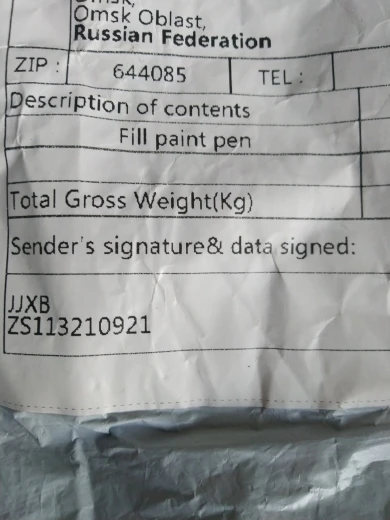 Omsk Oblast,
Russian Federation
ZIP : 644085 TEL :
Description of contents
Fill paint pen
Total Gross Weight(Kg)
Sender's signature& data signed:
JJXB
ZS113210921